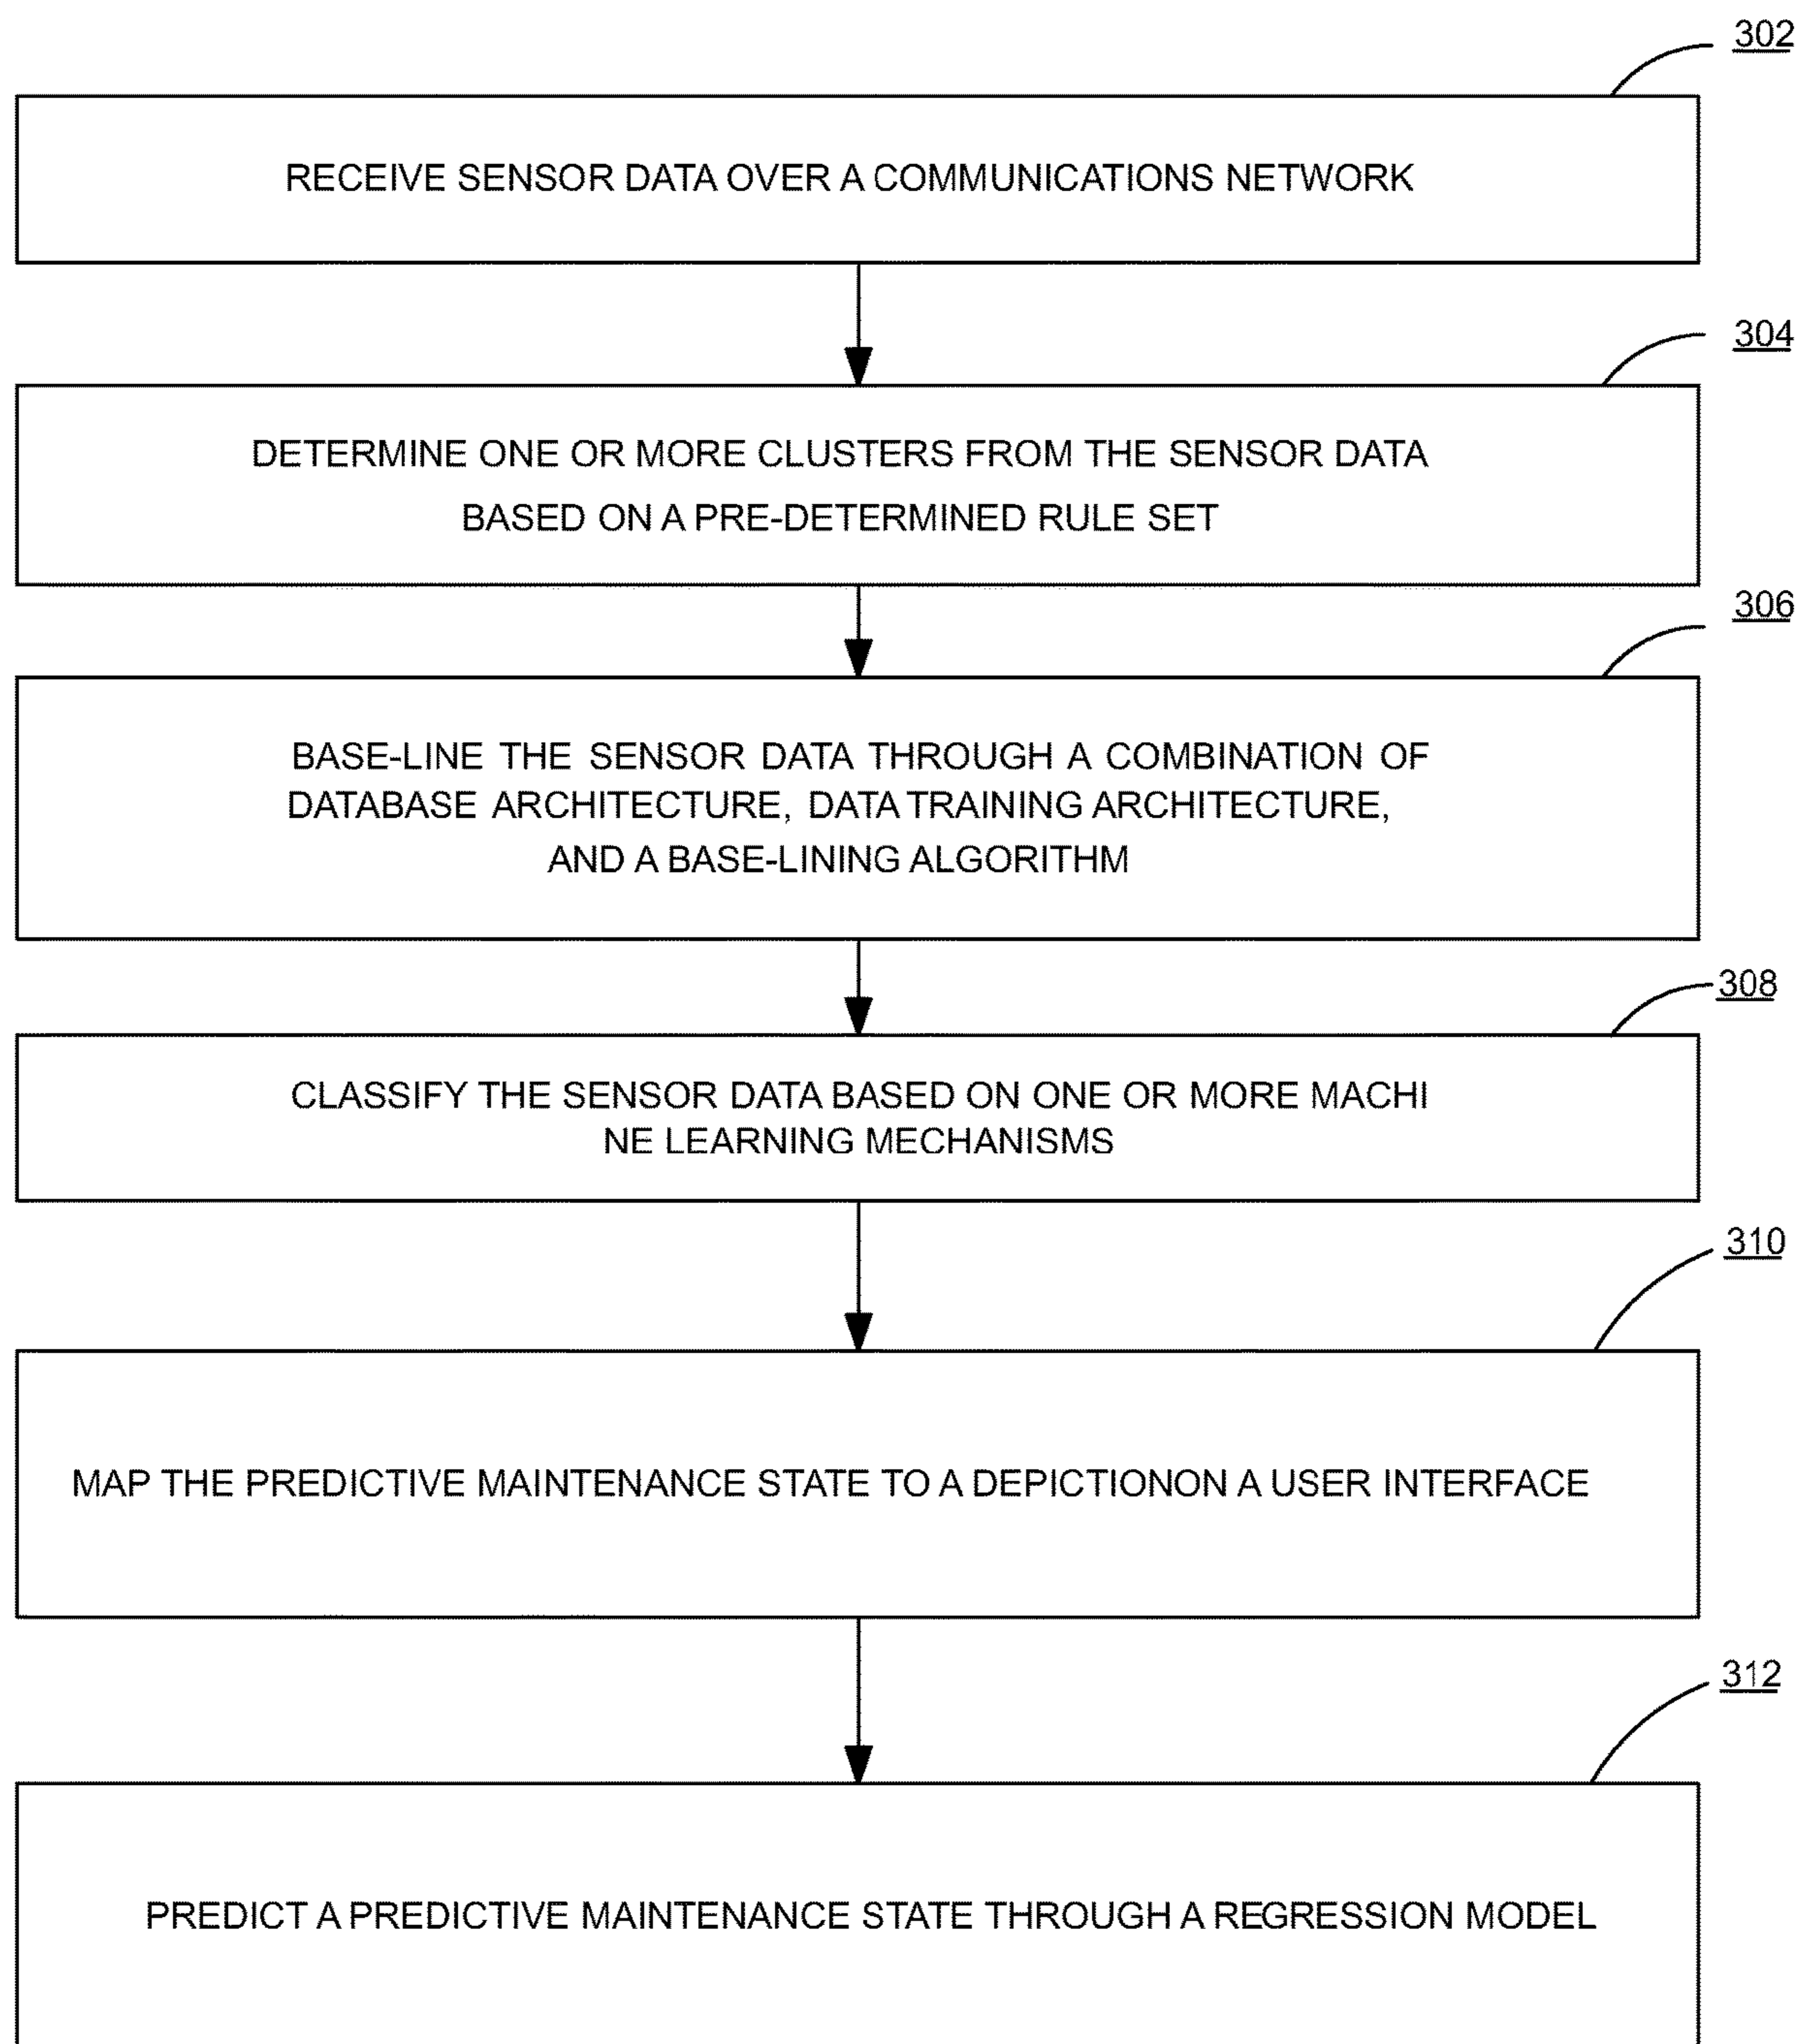 302
RECEIVE SENSOR DATA OVER A COMMUNICATIONS NETWORK
304
DETERMINE ONE OR MORE CLUSTERS FROM THE SENSOR DATA
BASED ON A PRE-DETERMINED RULE SET
306
BASE-LINE THE SENSOR DATA THROUGH A COMBINATION OF
DATABASE ARCHITECTURE, DATA TRAINING ARCHITECTURE,
AND A BASE-LINING ALGORITHM
308
CLASSIFY THE SENSOR DATA BASED ON ONE OR MORE MACHI
NE LEARNING MECHANISMS
310
MAP THE PREDICTIVE MAINTENANCE STATE TO A DEPICTIONON A USER INTERFACE
312
PREDICT A PREDICTIVE MAINTENANCE STATE THROUGH A REGRESSION MODEL